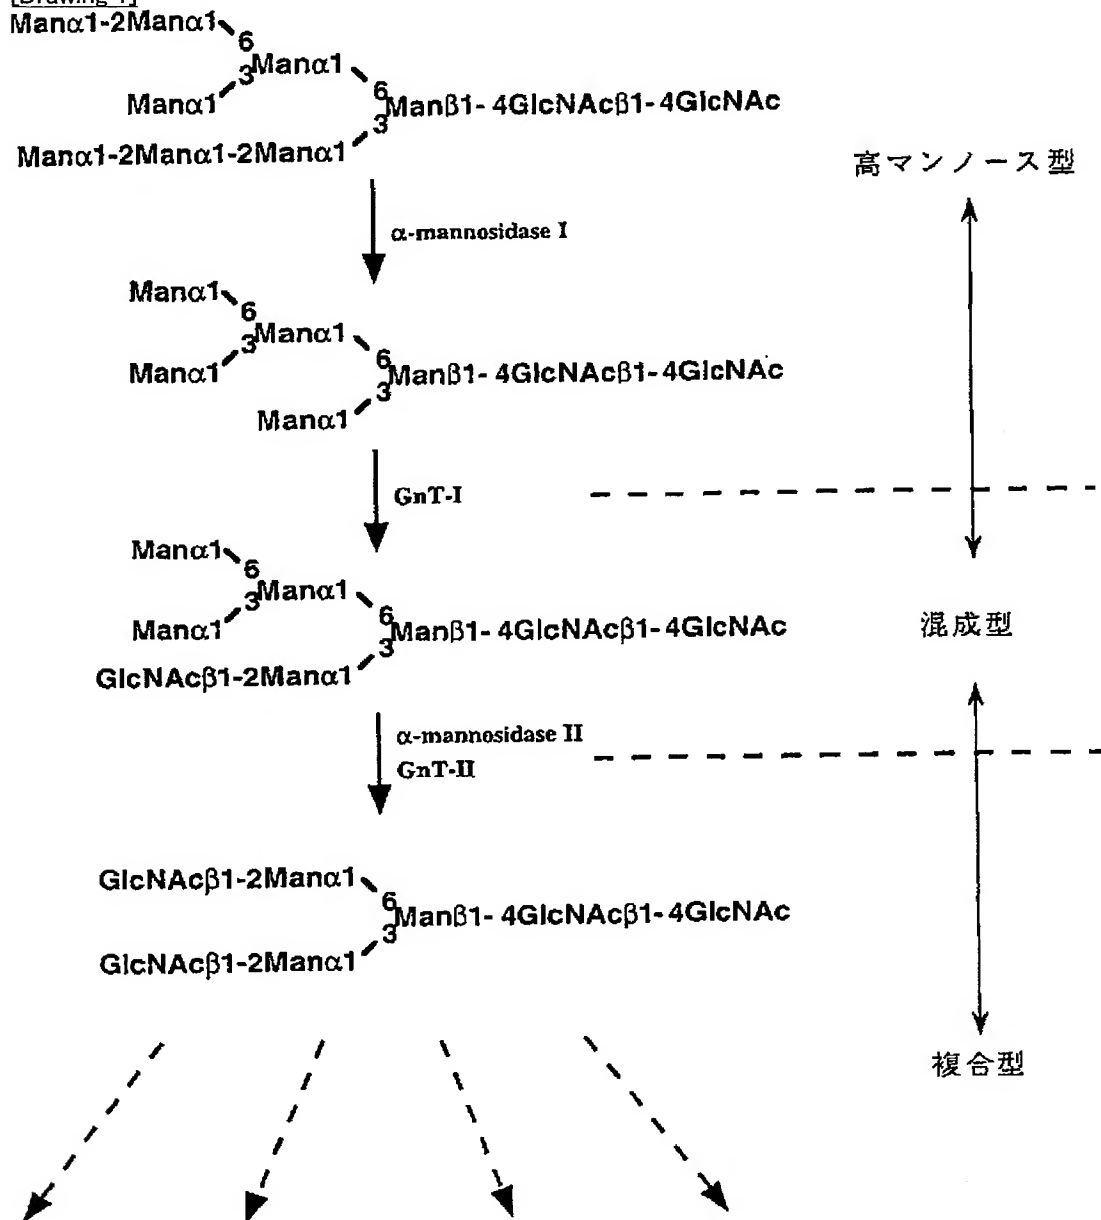 [Drawing 1]
Manα1-2Manα1
6
3
Manα1
Manα1
6
3
Manβ1- 4GlcNAcβ1-4GlcNAc
Manα1-2Manα1-2Manα1
高マンノース型
α-mannosidase I
Manα1
6
3
Manα1
Manα1
6
3
Manβ1- 4GlcNAcβ1-4GlcNAc
Manα1
GnT-I
Manα1
6
3
Manα1
Manα1
6
3
Manβ1- 4GlcNAcβ1-4GlcNAc
混成型
GlcNAcβ1-2Manα1
α-mannosidase II
GnT-II
GlcNAcβ1-2Manα1
6
3
Manβ1- 4GlcNAcβ1-4GlcNAc
GlcNAcβ1-2Manα1
複合型